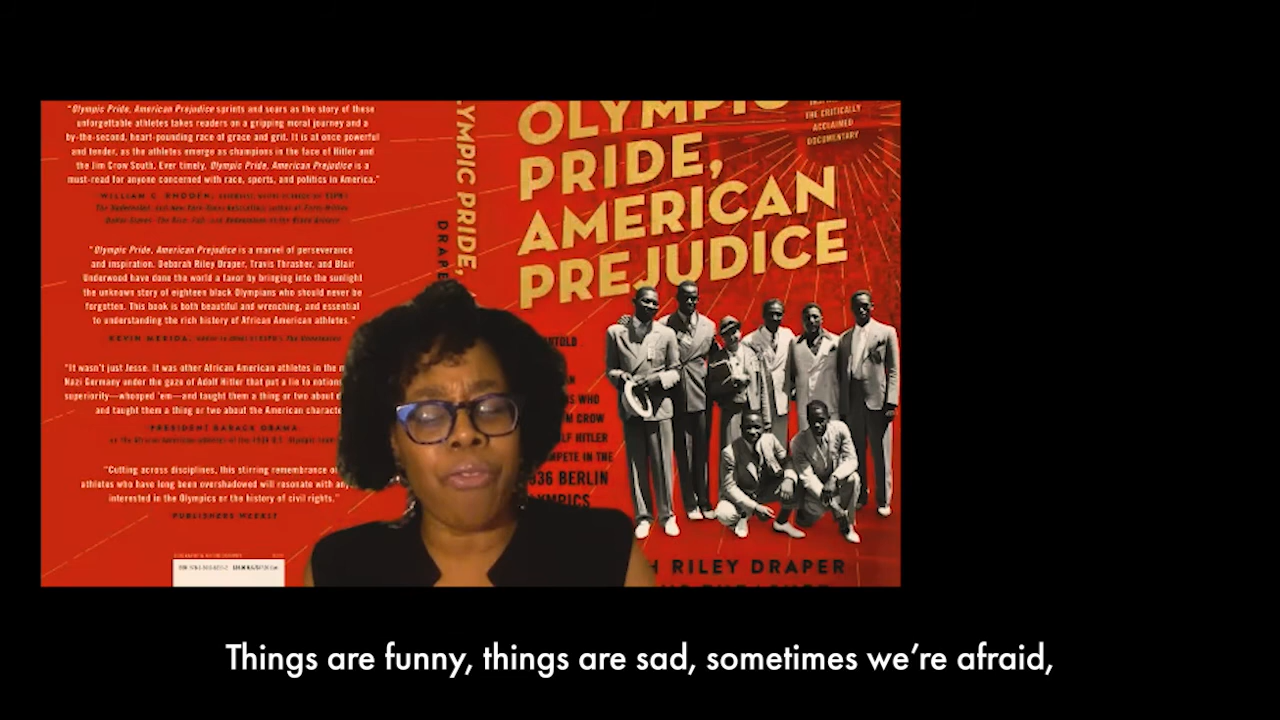 "Olympic Pride, American Prejudice sprints and soars as the story of these
unforgettable athletes takes readers on a gripping moral journey and a
by-the-second, heart-pounding race of grace and grit. It is at once powerful
and tender, as the athletes emerge as champions in the face of Hitler and
the Jim Crow South. Ever timely, Olympic Pride, American Prejudice is a
must-read for anyone concerned with race, sports, and politics in America."
WILLIAM C. RHODEN,
"Olympic Pride, American Prejudice is a marvel of perseverance
and inspiration. Deborah Riley Draper, Travis Thrasher, and Blair
Underwood have done the world a favor by bringing into the sunlight
the unknown story of eighteen black Olympians who should never be
forgotten. This book is both beautiful and wrenching, and essential
to understanding the rich history of African American athletes."
KEVIN MERIDA,
"It wasn't just Jesse. It was other African American athletes in the
Nazi Germany under the gaze of Adolf Hitler that put a lie to notions
superiority—whooped 'em—and taught them a thing or two about
and taught them a thing or two about the American
PRESIDENT BARACK OBAMA
"Cutting across disciplines, this stirring remembrance
athletes who have long been overshadowed will resonate with
interested in the Olympics or the history of civil rights."
PUBLISHERS WEEKLY
YMPIC PRIDE,
DRAPE
OLYMPIC
PRIDE,
AMERICAN
PREJUDICE
THE CRITICALLY
ACCLAIMED
DOCUMENTARY
WHO
CROW
HITLER
IN THE
BERLIN
RILEY DRAPER
Things are funny, things are sad, sometimes we're afraid,